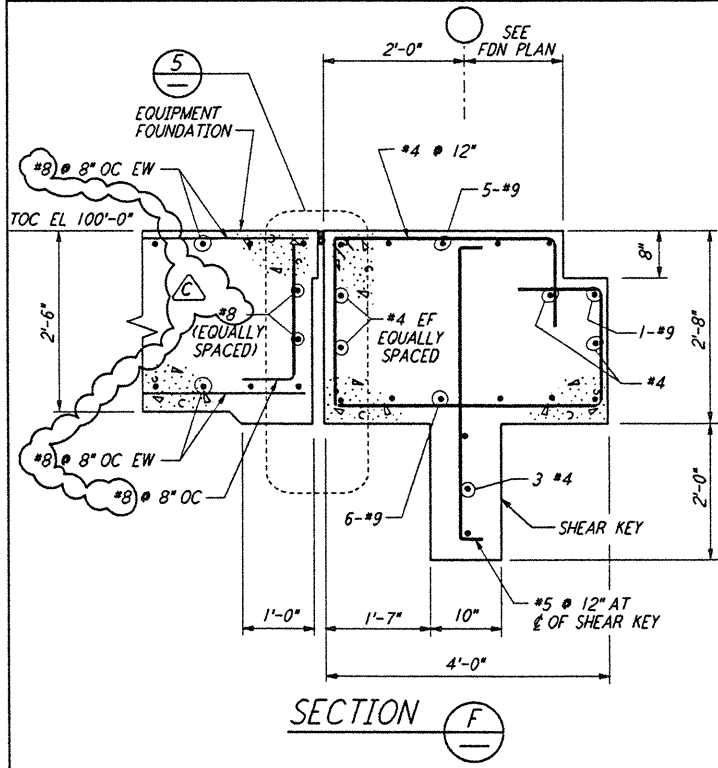 SEE
FDN PLAN
2'-0"
5
EQUIPMENT
FOUNDATION
#4 @ 12"
#8 @ 8" OC EW
5-#9
TOC EL 100'-0"
8"
C
2'-6"
#8
(EQUALLY
SPACED)
#4 EF
EQUALLY
SPACED
1-#9
2'-8"
#4
#8 @ 8" OC EW
#8 @ 8" OC
3 #4
2'-0"
6-#9
SHEAR KEY
#5 @ 12" AT
℄ OF SHEAR KEY
1'-0"
1'-7"
10"
4'-0"
SECTION F